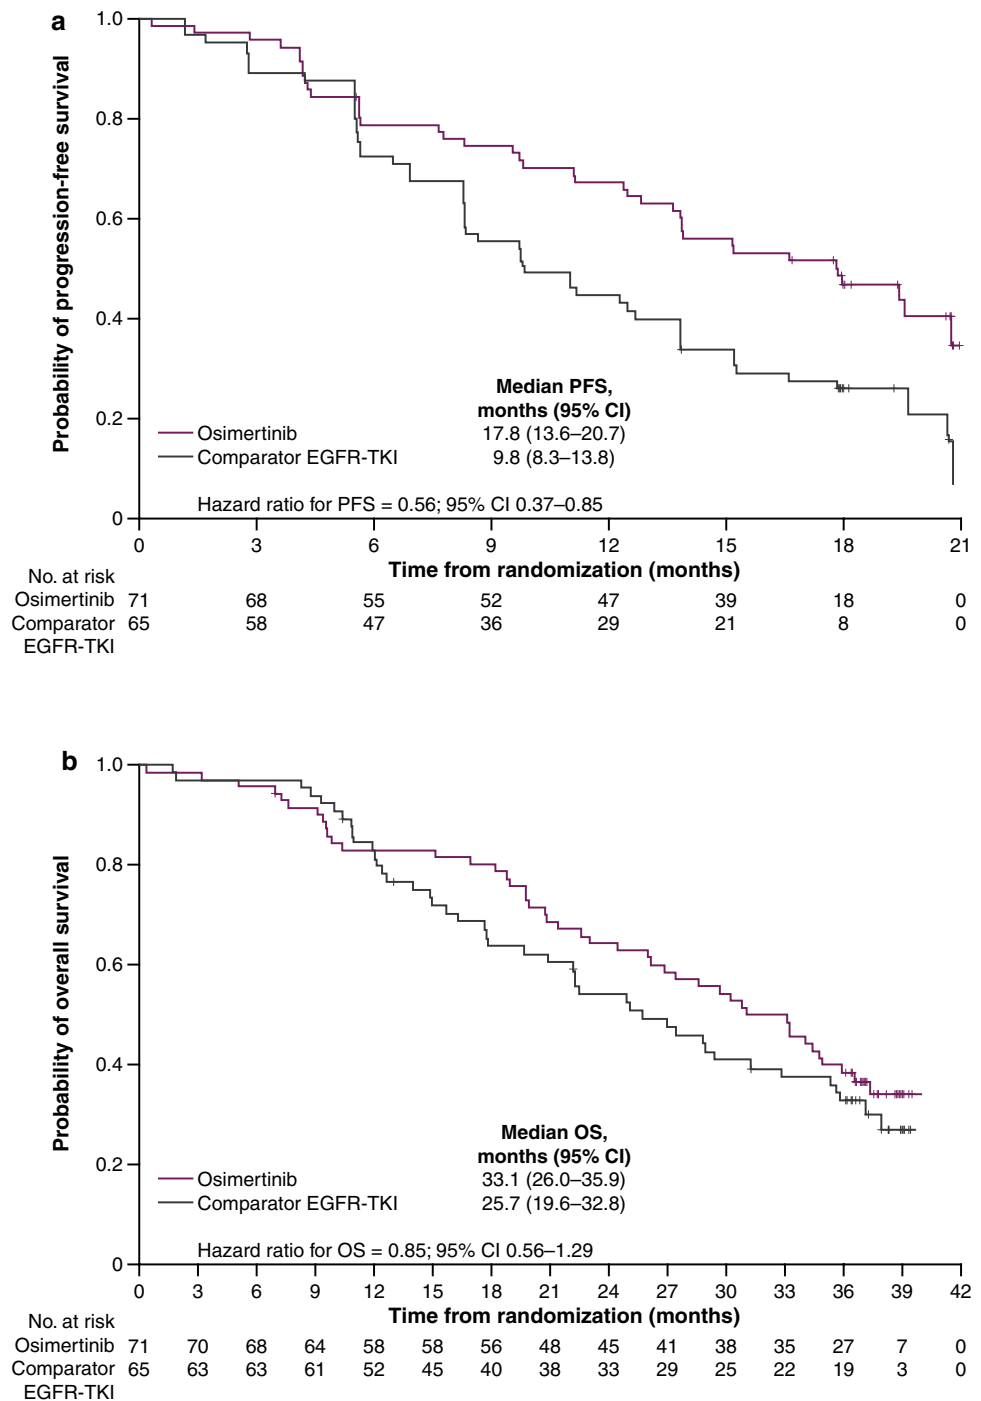 a
Probability of progression-free survival
1.0
0.8
0.6
0.4
0.2
0
Median PFS,
months (95% CI)
Osimertinib 17.8 (13.6–20.7)
Comparator EGFR-TKI 9.8 (8.3–13.8)
Hazard ratio for PFS = 0.56; 95% CI 0.37–0.85
0 3 6 9 12 15 18 21
Time from randomization (months)
No. at risk
Osimertinib 71 68 55 52 47 39 18 0
Comparator 65 58 47 36 29 21 8 0
EGFR-TKI
b
Probability of overall survival
1.0
0.8
0.6
0.4
0.2
0
Median OS,
months (95% CI)
Osimertinib 33.1 (26.0–35.9)
Comparator EGFR-TKI 25.7 (19.6–32.8)
Hazard ratio for OS = 0.85; 95% CI 0.56–1.29
0 3 6 9 12 15 18 21 24 27 30 33 36 39 42
Time from randomization (months)
No. at risk
Osimertinib 71 70 68 64 58 58 56 48 45 41 38 35 27 7 0
Comparator 65 63 63 61 52 45 40 38 33 29 25 22 19 3 0
EGFR-TKI